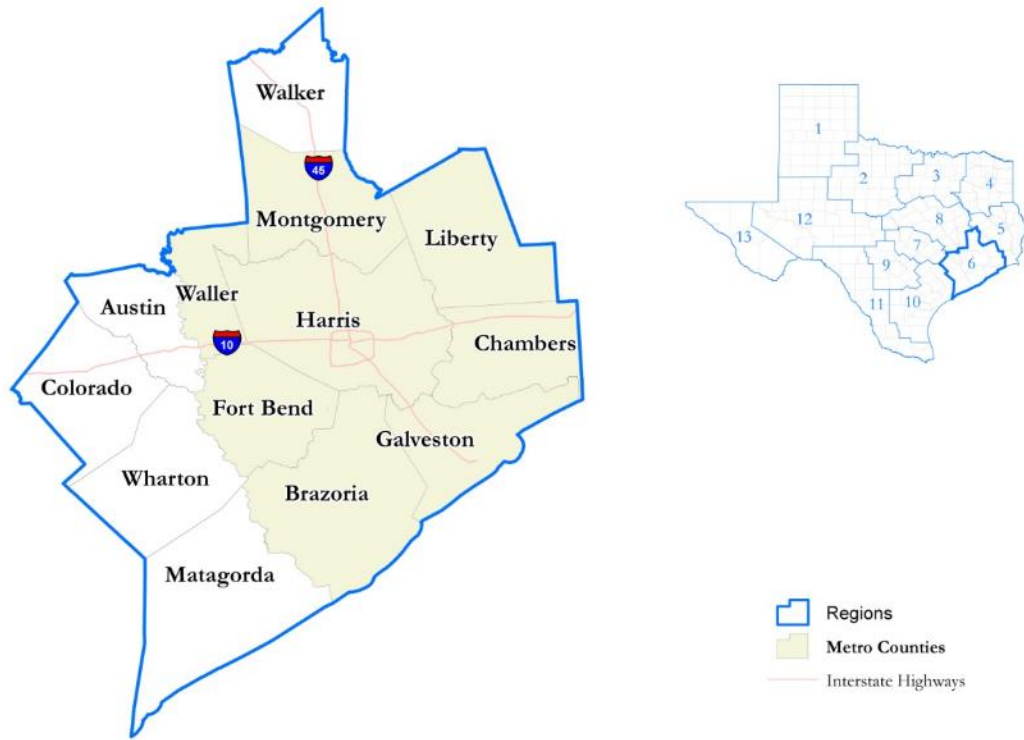 Walker
45
Montgomery
Liberty
Waller
Austin
Harris
10
Chambers
Colorado
Fort Bend
Galveston
Wharton
Brazoria
Matagorda
1
2
3
4
5
6
7
8
9
10
11
12
13
Regions
Metro Counties
Interstate Highways